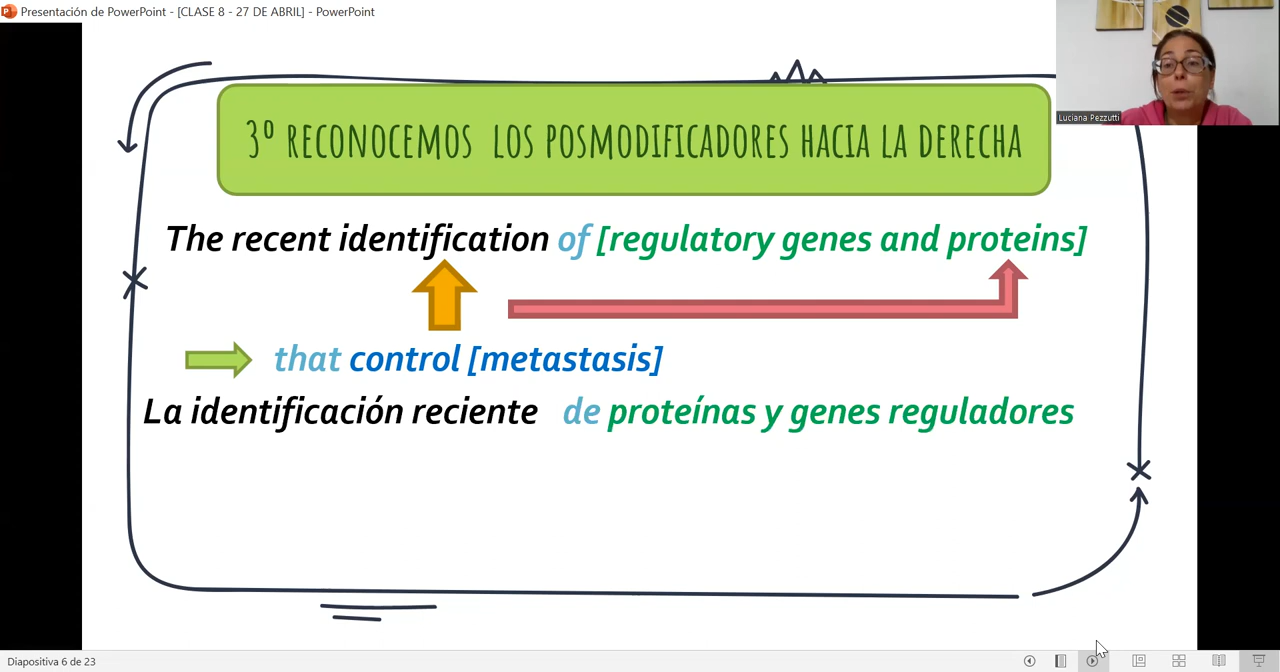 Presentación de PowerPoint - [CLASE 8 - 27 DE ABRIL] - PowerPoint
Luciana Pezzutti
3º RECONOCEMOS LOS POSMODIFICADORES HACIA LA DERECHA
The recent identification of [regulatory genes and proteins]
that control [metastasis]
La identificación reciente de proteínas y genes reguladores
Diapositiva 6 de 23